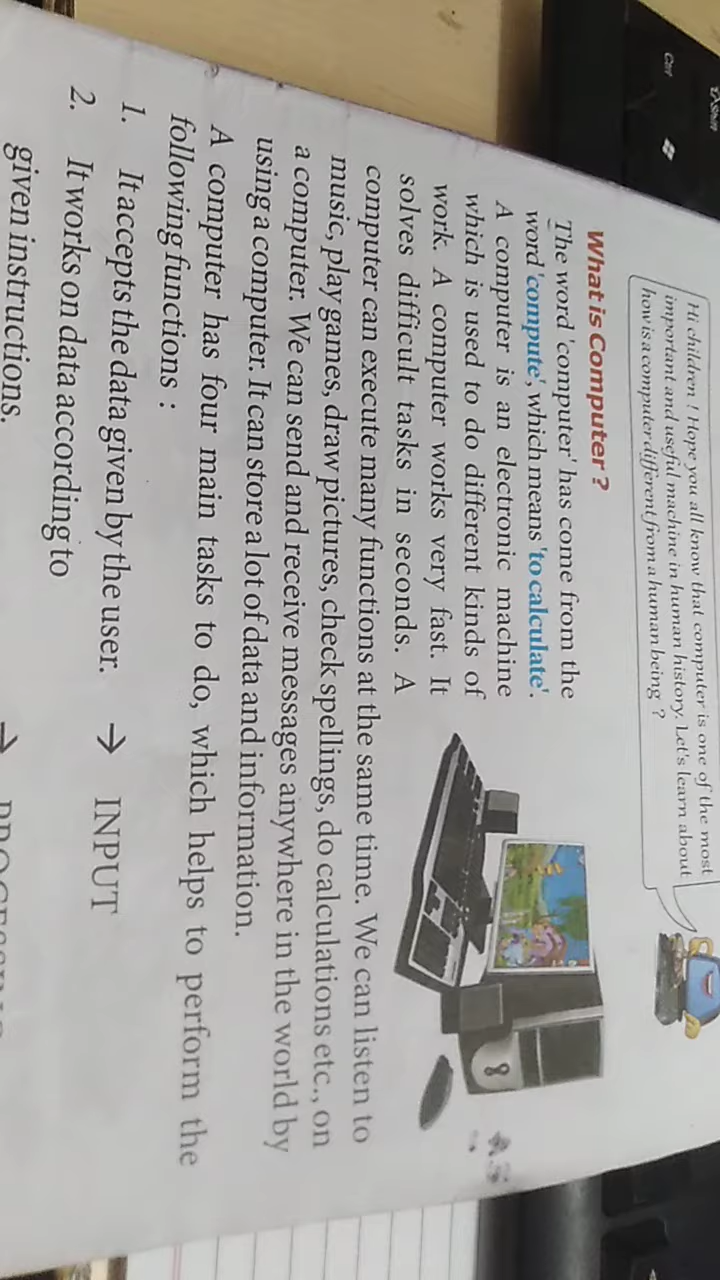 Hi children ! Hope you all know that computer is one of the most
important and useful machine in human history. Let's learn about
how is a computer different from a human being ?
What is Computer ?
The word 'computer' has come from the
word 'compute', which means 'to calculate'.
A computer is an electronic machine
which is used to do different kinds of
work. A computer works very fast. It
solves difficult tasks in seconds. A
computer can execute many functions at the same time. We can listen to
music, play games, draw pictures, check spellings, do calculations etc., on
a computer. We can send and receive messages anywhere in the world by
using a computer. It can store a lot of data and information.
A computer has four main tasks to do, which helps to perform the
following functions :
1. It accepts the data given by the user. → INPUT
2. It works on data according to
given instructions. →
Ctrl
Shift